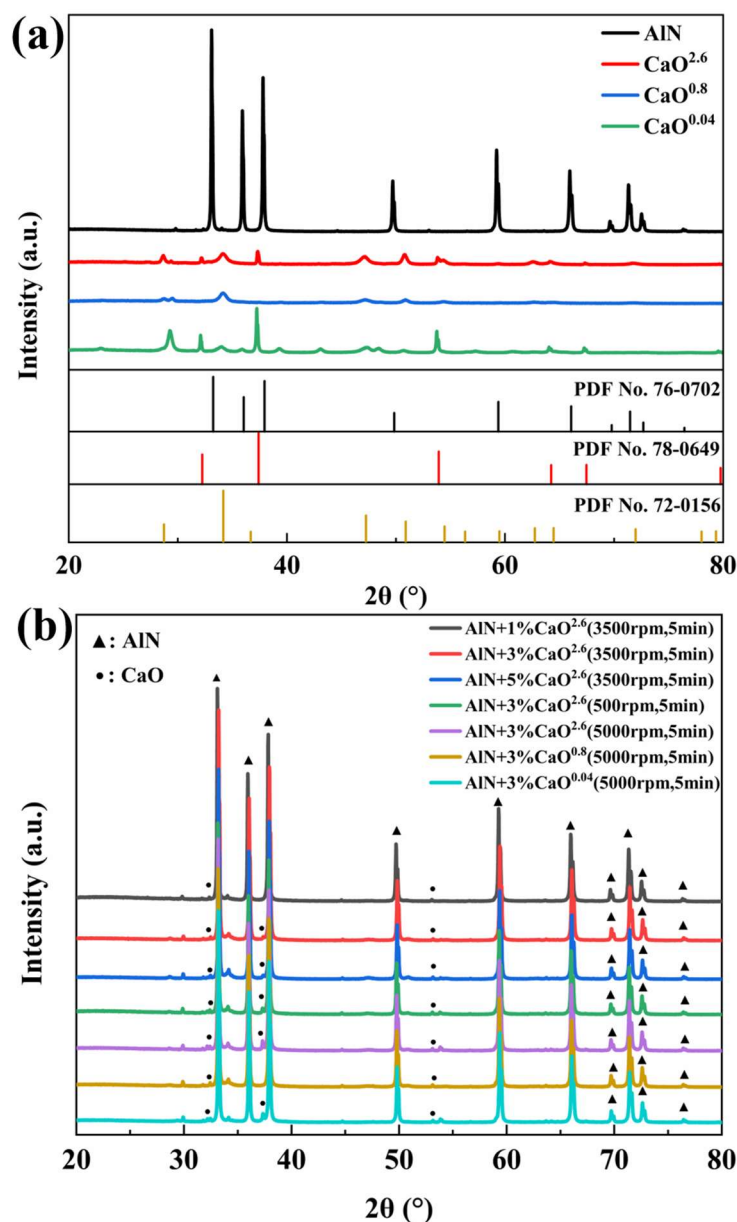 (a)
AlN
CaO2.6
CaO0.8
CaO0.04
Intensity (a.u.)
PDF No. 76-0702
PDF No. 78-0649
PDF No. 72-0156
20 40 60 80
2θ (°)
(b)
▲: AlN
•: CaO
AlN+1%CaO2.6(3500rpm,5min)
AlN+3%CaO2.6(3500rpm,5min)
AlN+5%CaO2.6(3500rpm,5min)
AlN+3%CaO2.6(500rpm,5min)
AlN+3%CaO2.6(5000rpm,5min)
AlN+3%CaO0.8(5000rpm,5min)
AlN+3%CaO0.04(5000rpm,5min)
Intensity (a.u.)
20 30 40 50 60 70 80
2θ (°)